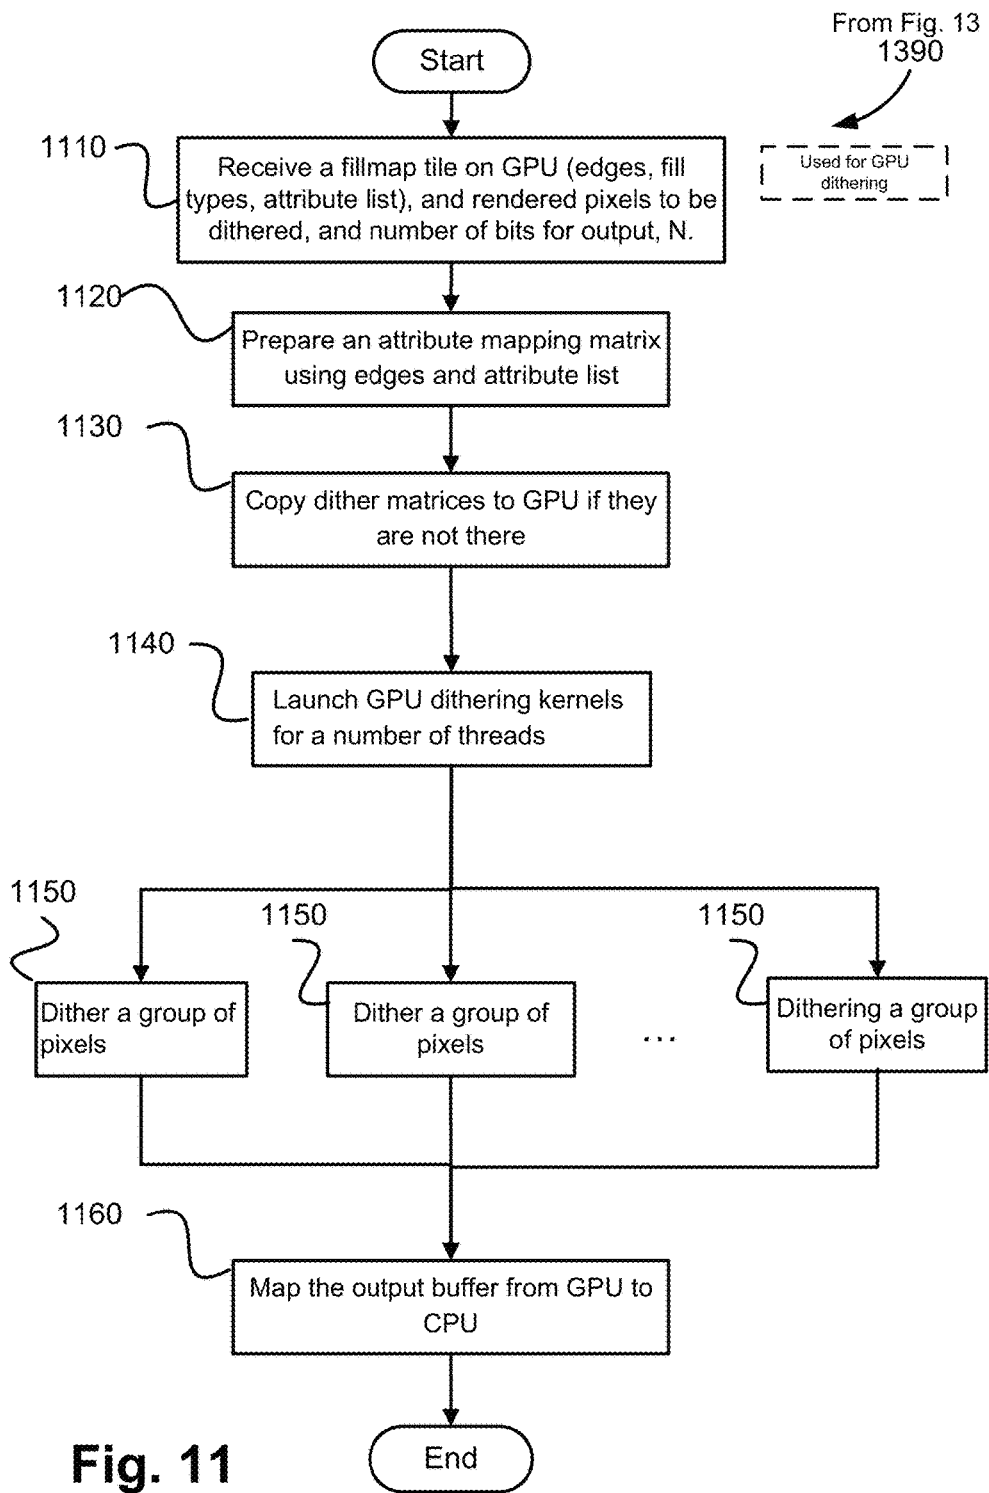 From Fig. 13
1390
Start
1110
Receive a fillmap tile on GPU (edges, fill
types, attribute list), and rendered pixels to be
dithered, and number of bits for output, N.
Used for GPU
dithering
1120
Prepare an attribute mapping matrix
using edges and attribute list
1130
Copy dither matrices to GPU if they
are not there
1140
Launch GPU dithering kernels
for a number of threads
1150
1150
1150
Dither a group of
pixels
Dither a group of
pixels
...
Dithering a group
of pixels
1160
Map the output buffer from GPU to
CPU
End
Fig. 11